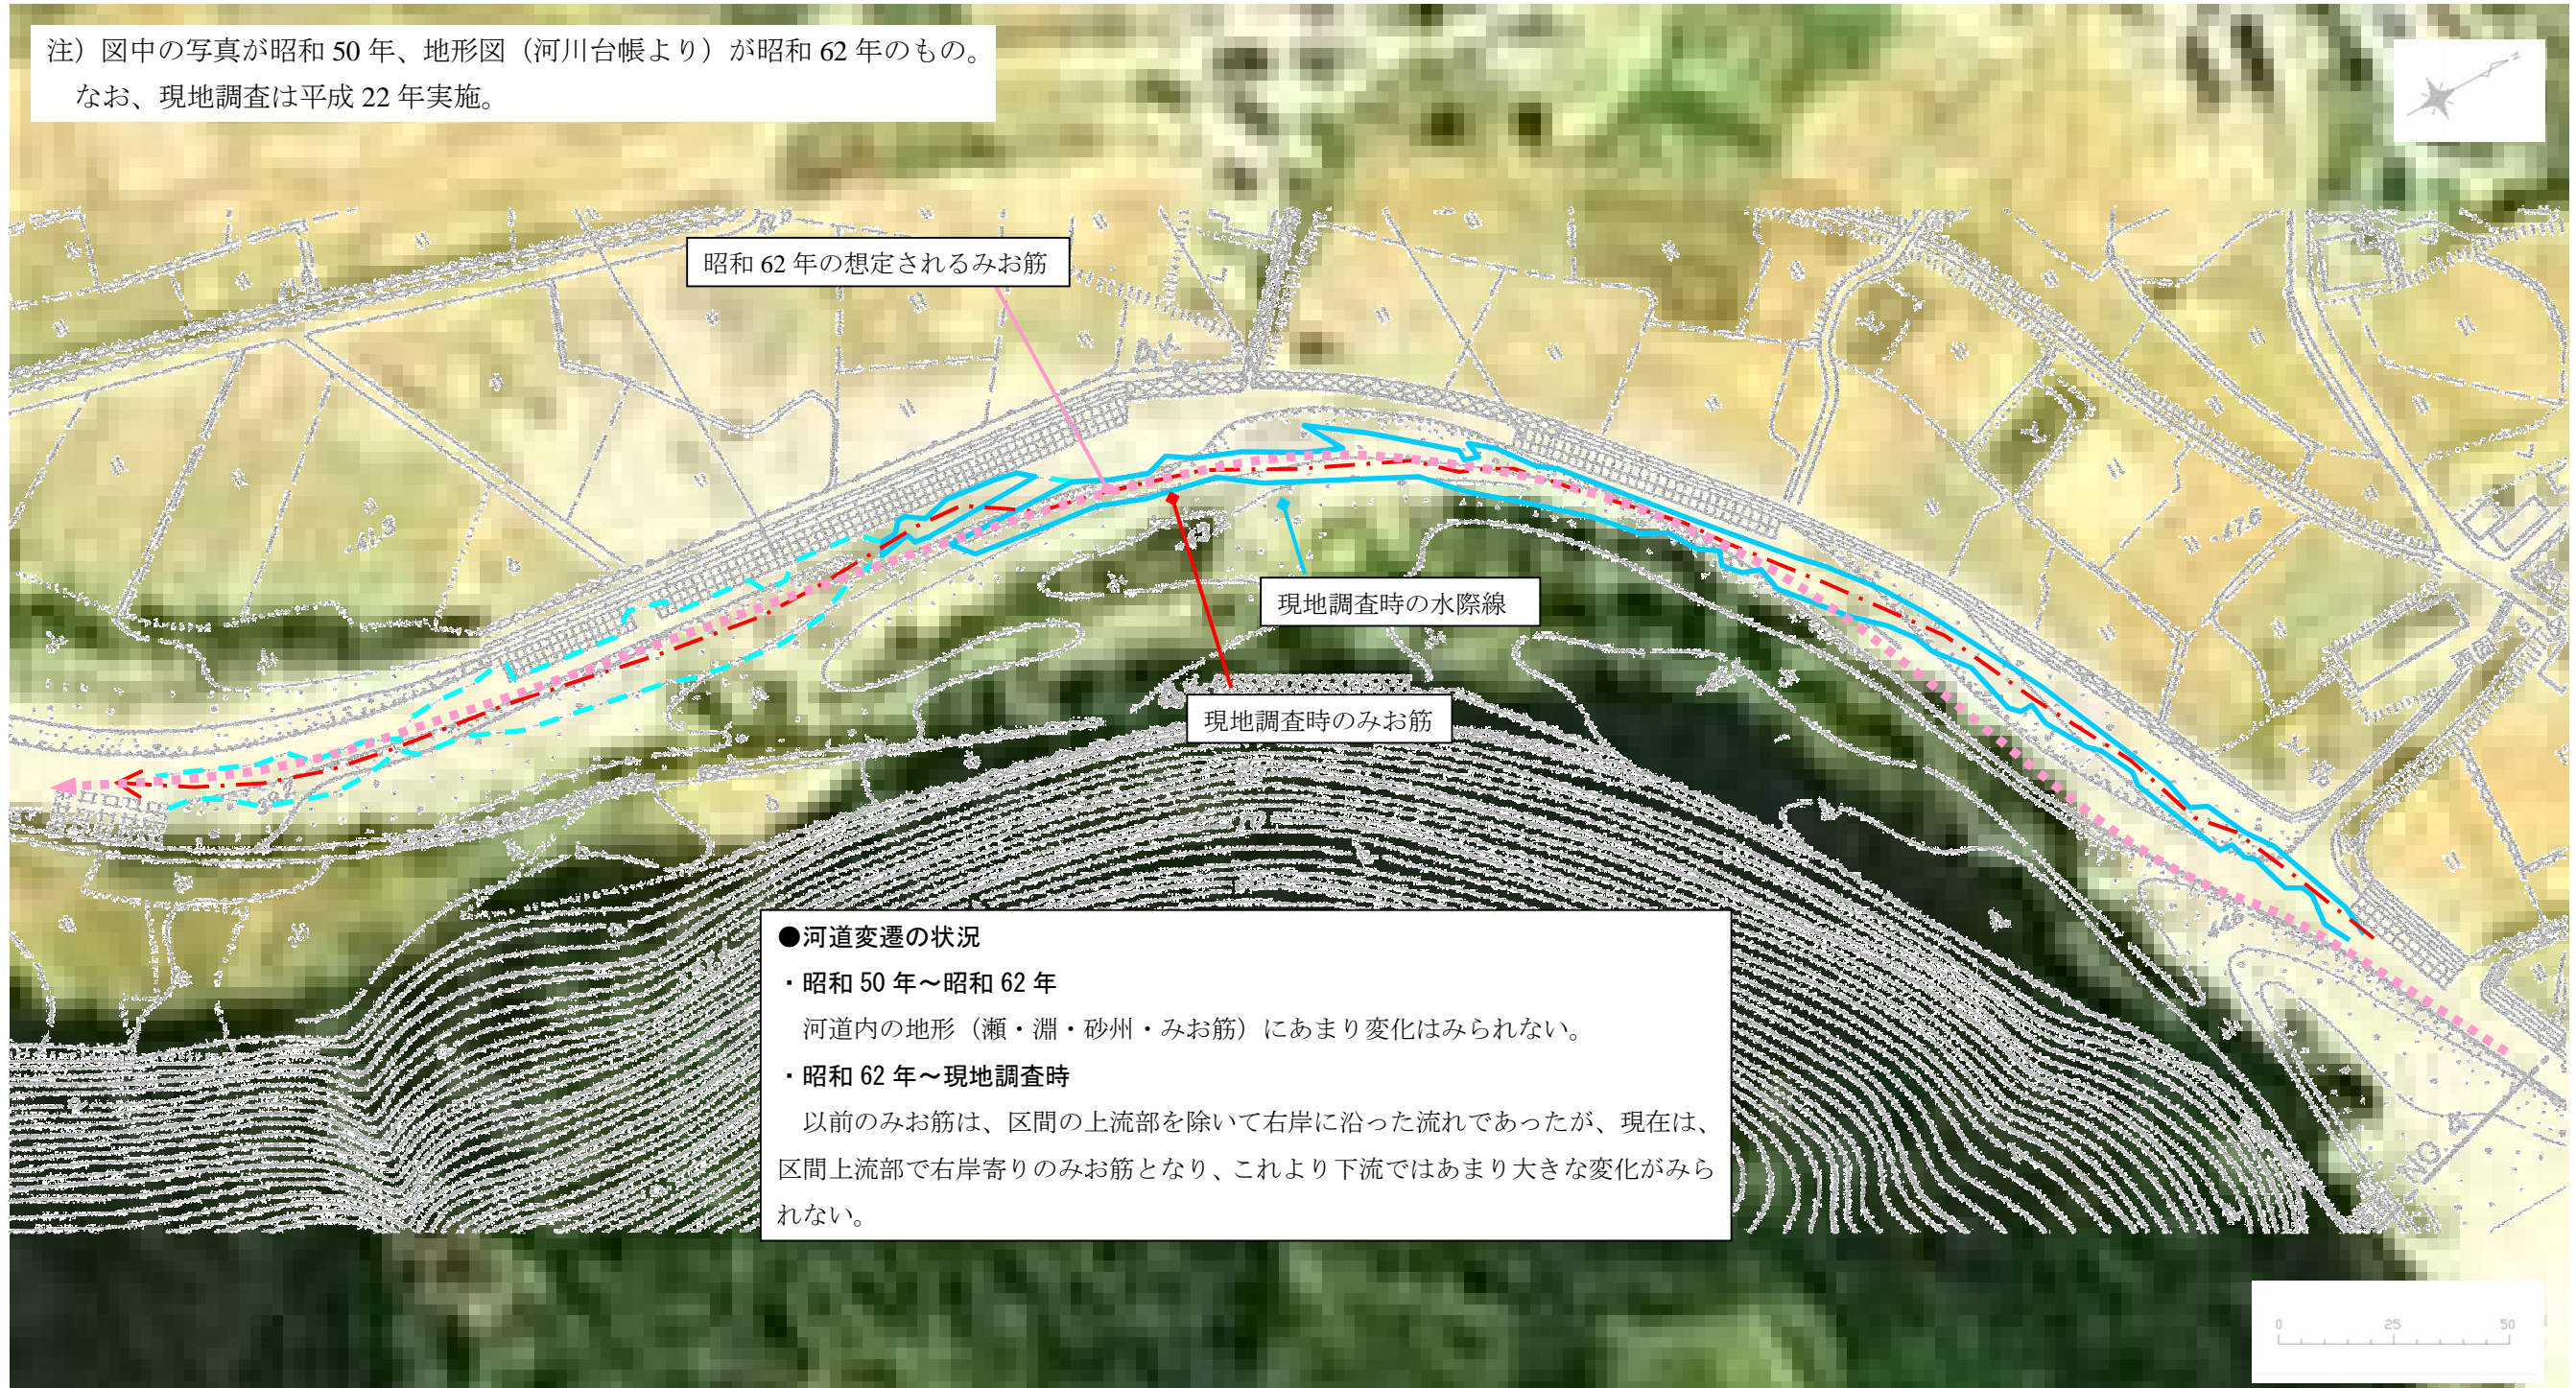 注）図中の写真が昭和 50 年、地形図（河川台帳より）が昭和 62 年のもの。
なお、現地調査は平成 22 年実施。
N
昭和 62 年の想定されるみお筋
現地調査時の水際線
現地調査時のみお筋
●河道変遷の状況
・昭和 50 年～昭和 62 年
河道内の地形（瀬・淵・砂州・みお筋）にあまり変化はみられない。
・昭和 62 年～現地調査時
以前のみお筋は、区間の上流部を除いて右岸に沿った流れであったが、現在は、
区間上流部で右岸寄りのみお筋となり、これより下流ではあまり大きな変化がみら
れない。
NO. 4
0 25 50